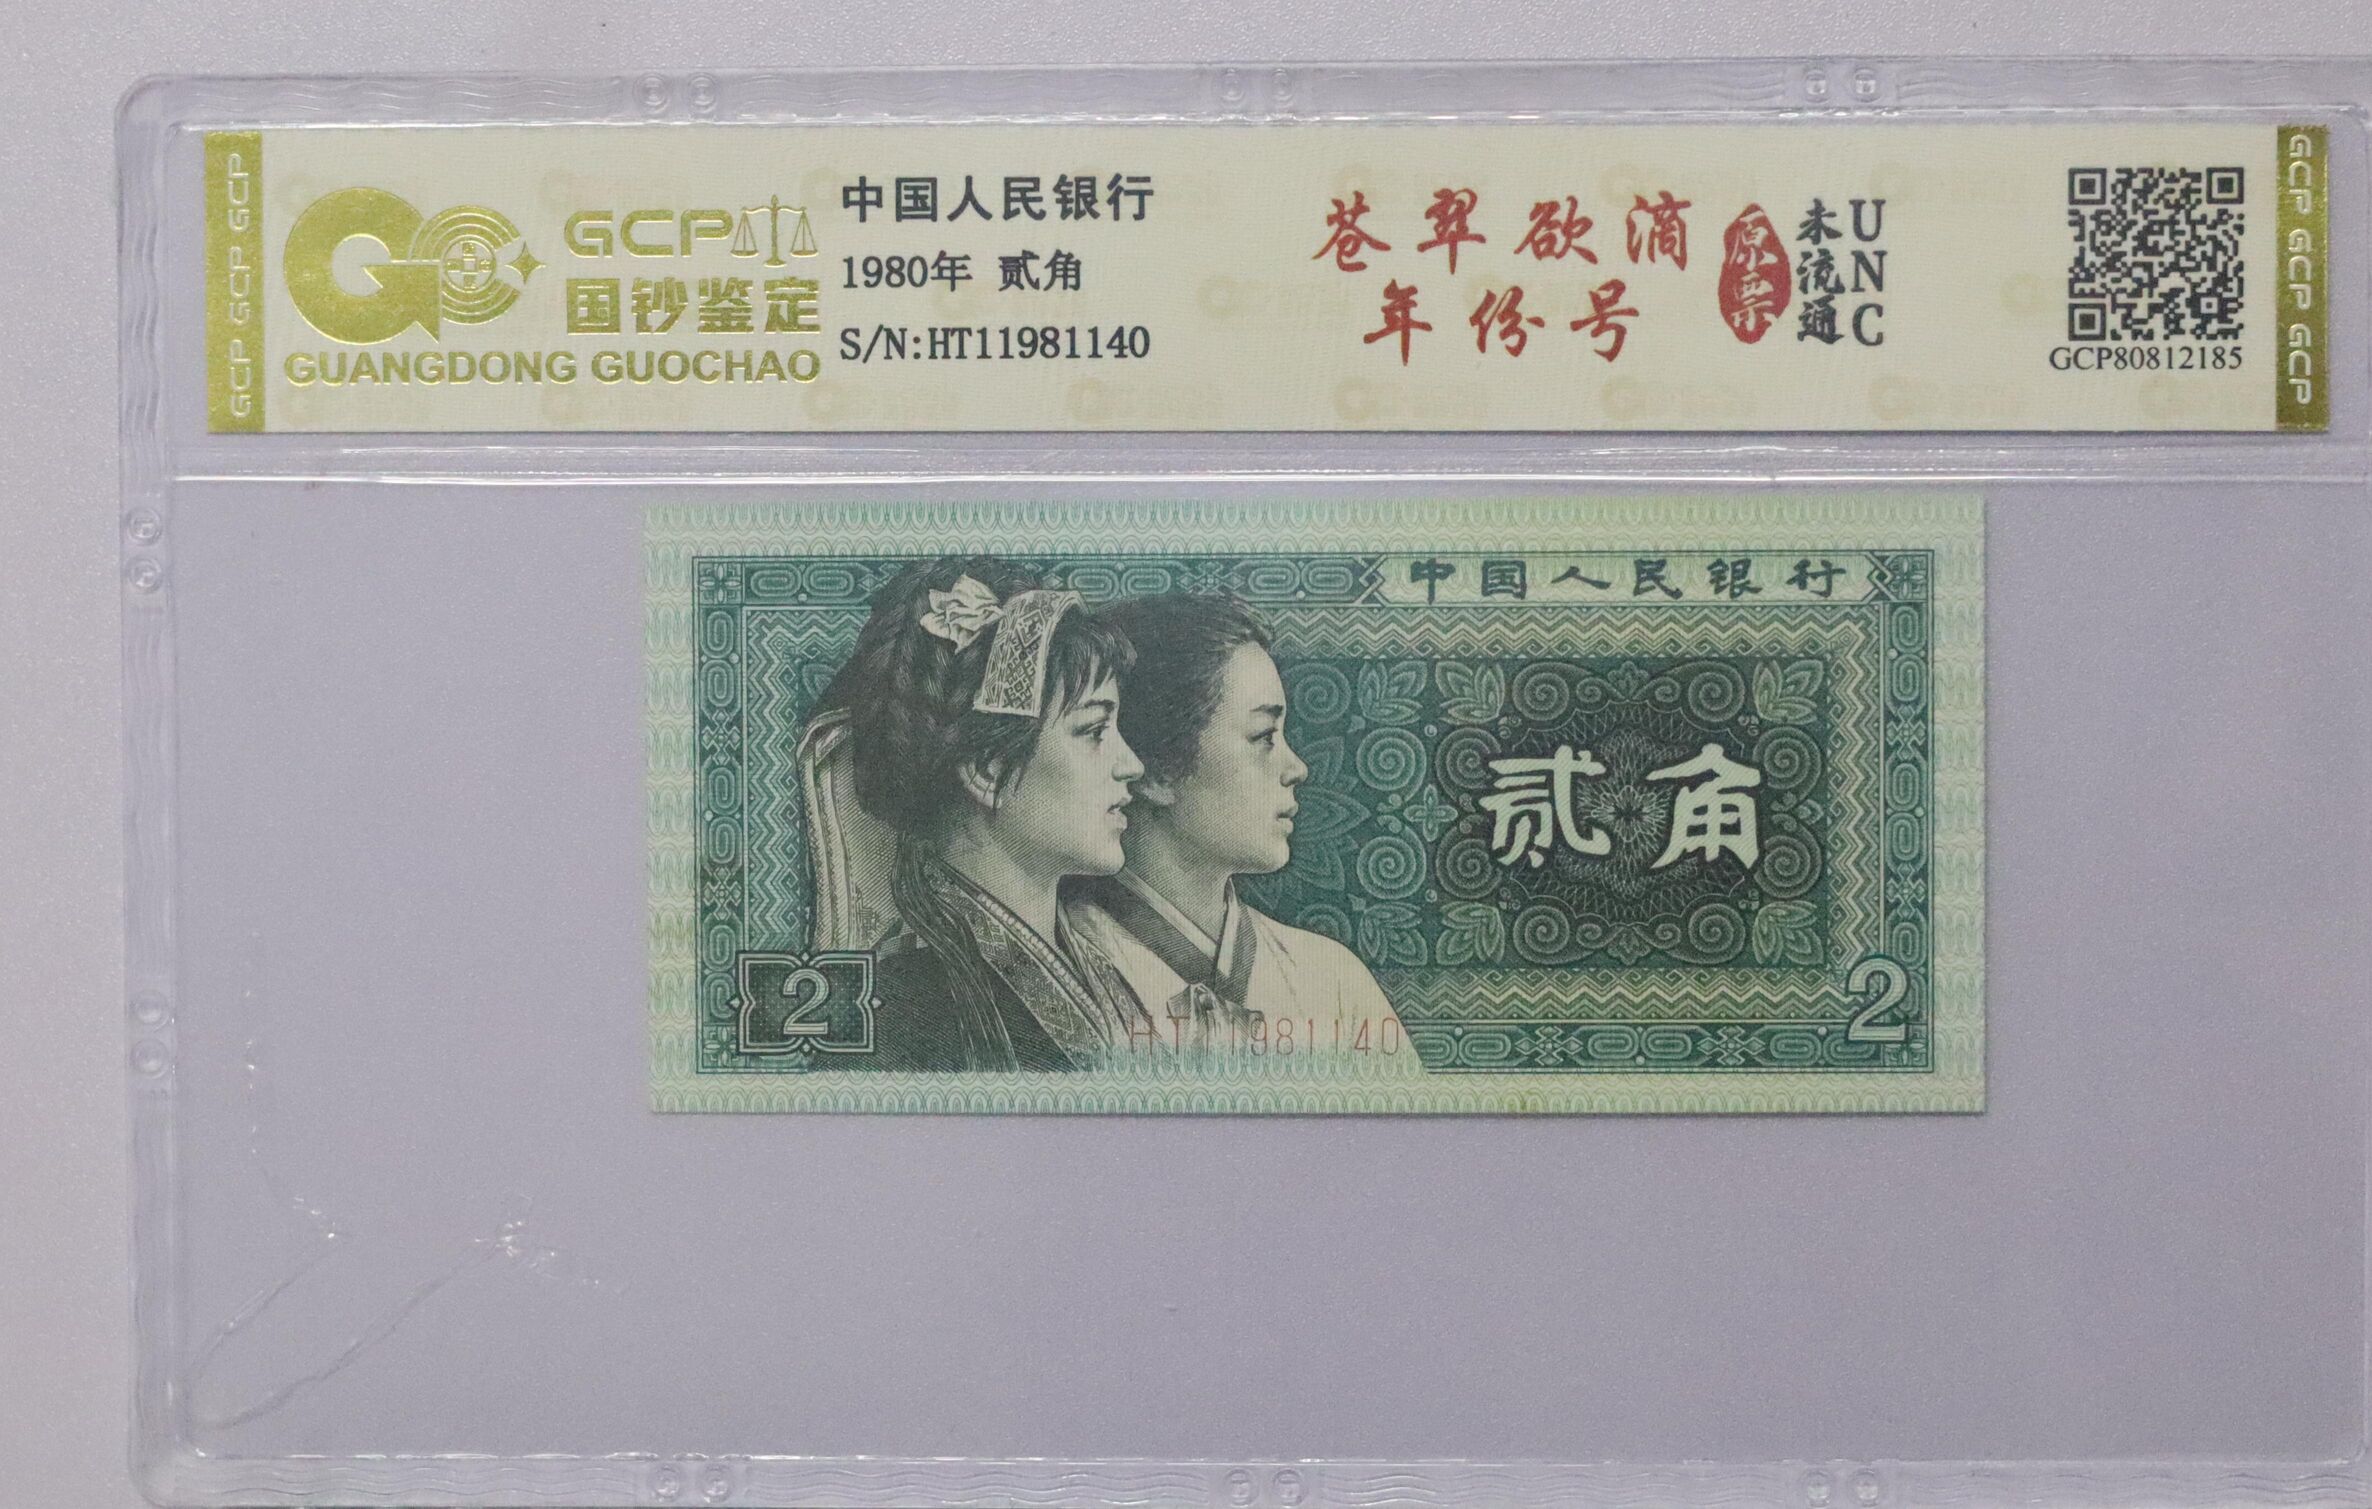 GCP GCP GCP
GCP
国钞鉴定
GUANGDONG GUOCHAO
中国人民银行
1980年 贰角
S/N:HT11981140
苍翠欲滴
年份号
原票
未流通
UNC
GCP80812185
GCP GCP GCP
中国人民银行
贰角
2
HT11981140
2